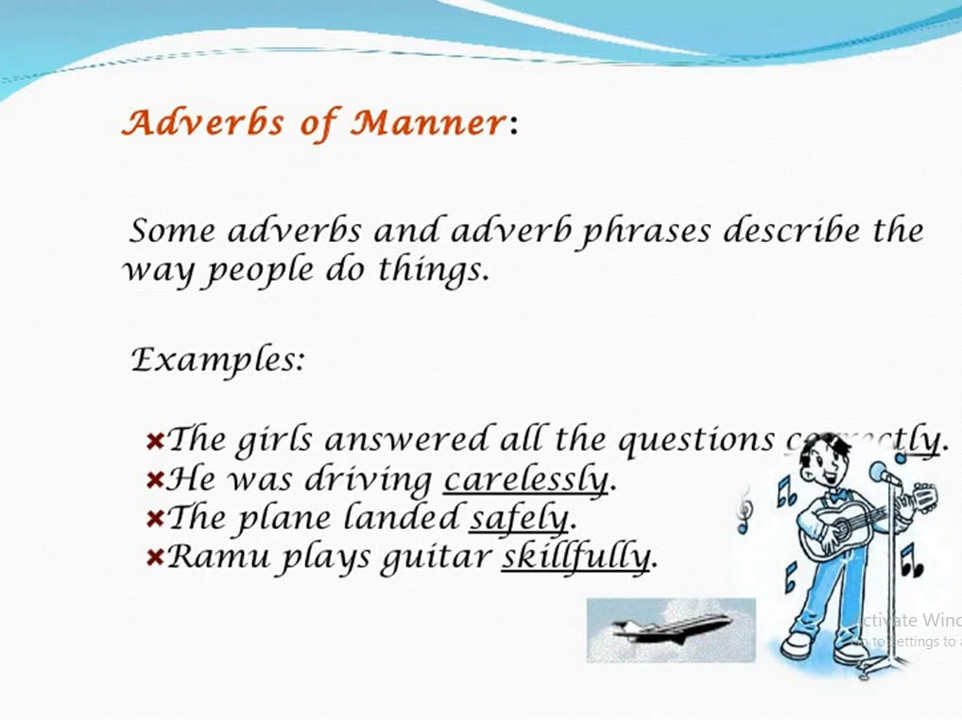 Adverbs of Manner:
Some adverbs and adverb phrases describe the
way people do things.
Examples:
The girls answered all the questions correctly.
He was driving carelessly.
The plane landed safely.
Ramu plays guitar skillfully.